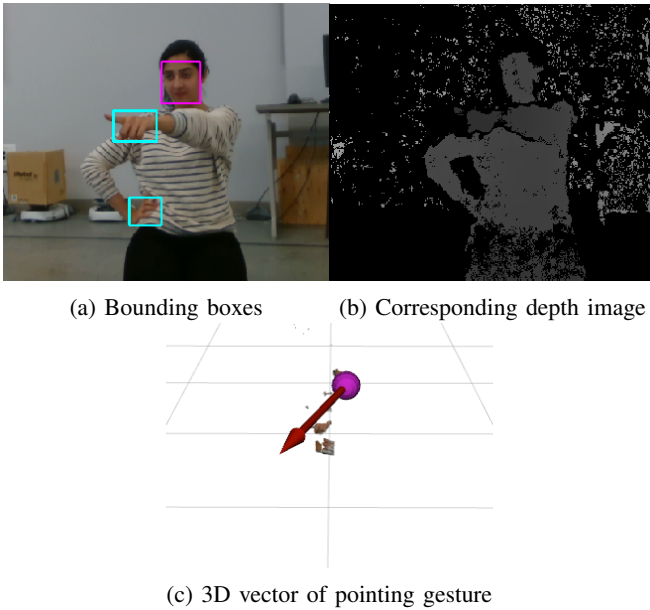 (a) Bounding boxes
(b) Corresponding depth image
(c) 3D vector of pointing gesture